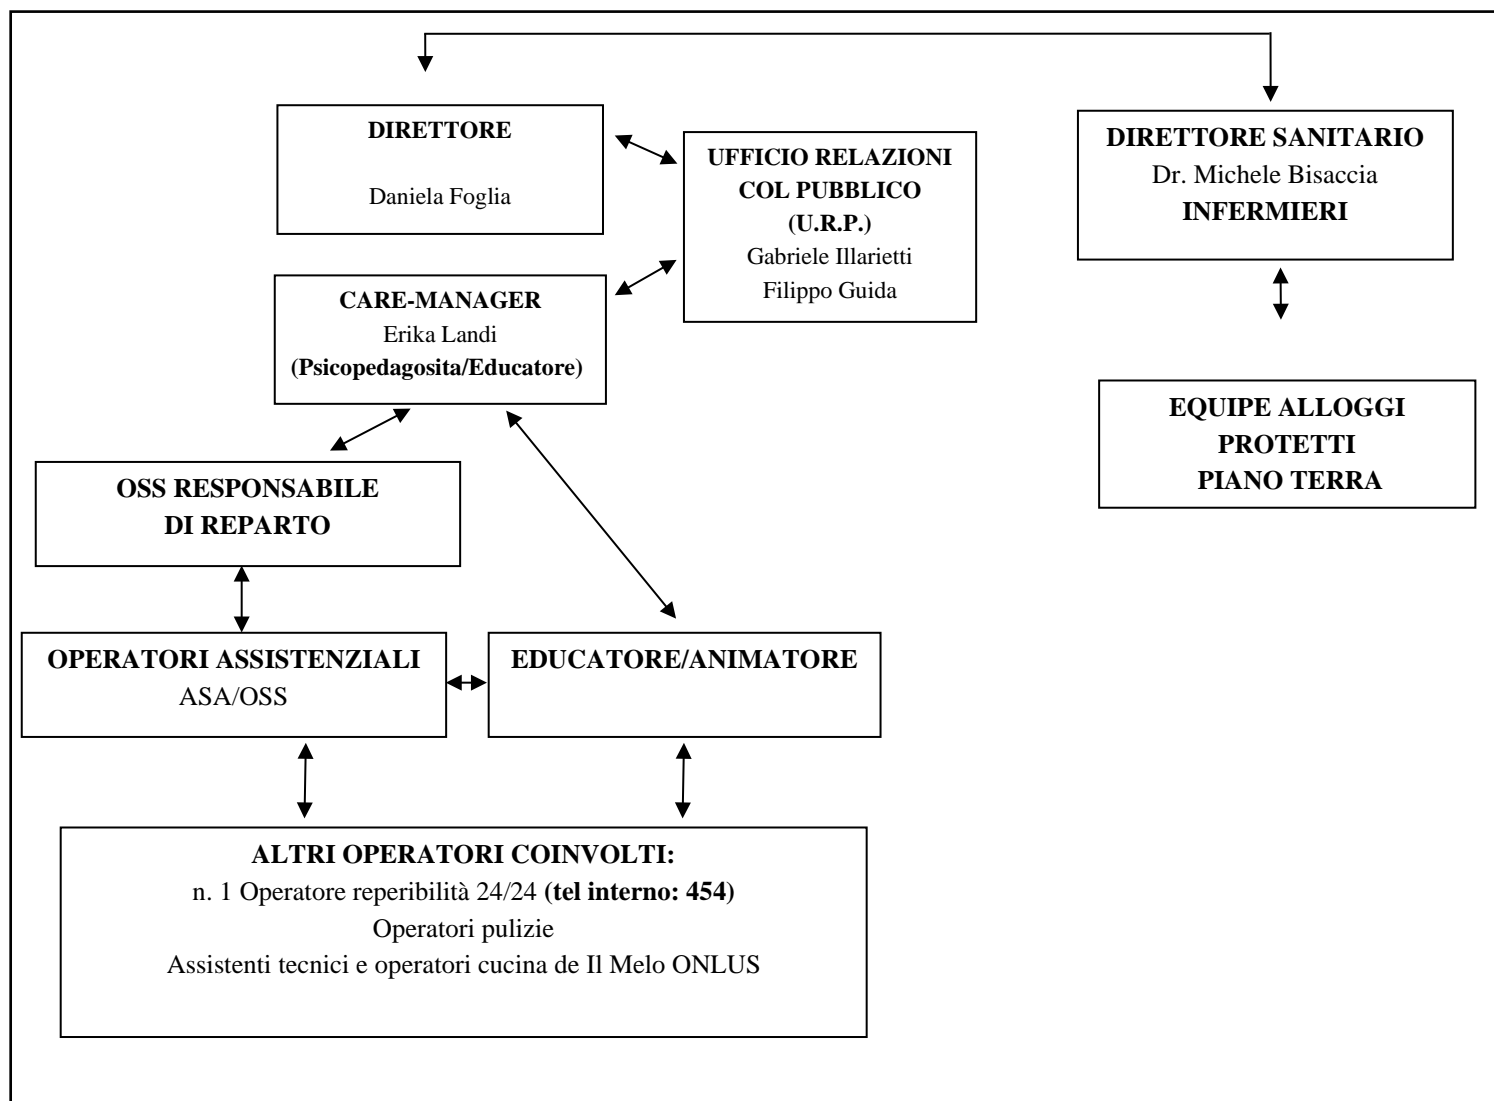 DIRETTORE
Daniela Foglia
UFFICIO RELAZIONI
COL PUBBLICO
(U.R.P.)
Gabriele Illarietti
Filippo Guida
DIRETTORE SANITARIO
Dr. Michele Bisaccia
INFERMIERI
CARE-MANAGER
Erika Landi
(Psicopedagosita/Educatore)
EQUIPE ALLOGGI
PROTETTI
PIANO TERRA
OSS RESPONSABILE
DI REPARTO
OPERATORI ASSISTENZIALI
ASA/OSS
EDUCATORE/ANIMATORE
ALTRI OPERATORI COINVOLTI:
n. 1 Operatore reperibilità 24/24 (tel interno: 454)
Operatori pulizie
Assistenti tecnici e operatori cucina de Il Melo ONLUS